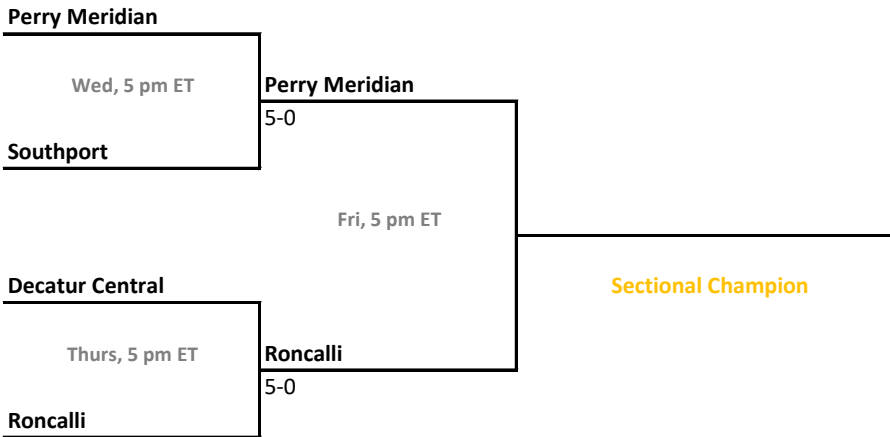 Perry Meridian
Wed, 5 pm ET
Perry Meridian
5-0
Southport
Fri, 5 pm ET
Decatur Central
Sectional Champion
Thurs, 5 pm ET
Roncalli
5-0
Roncalli